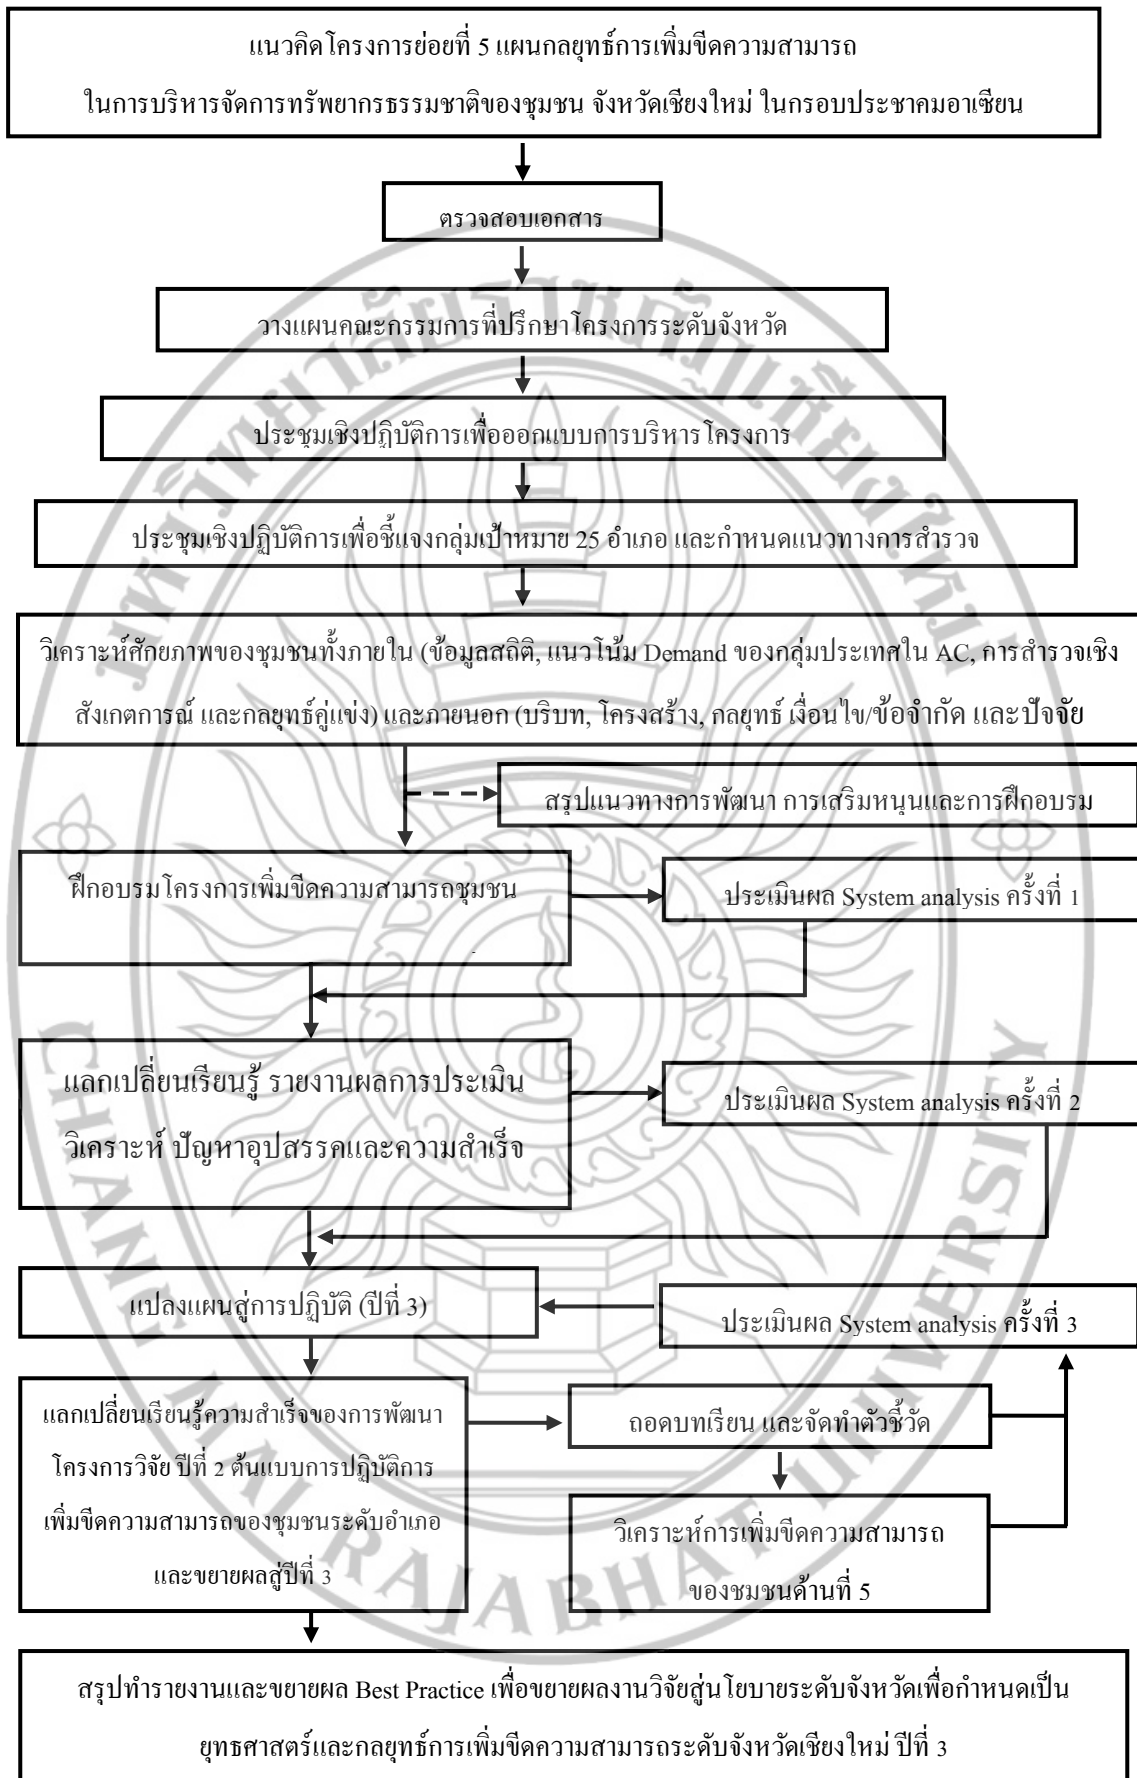 แนวคิดโครงการย่อยที่ 5 แผนกลยุทธ์การเพิ่มขีดความสามารถ
ในการบริหารจัดการทรัพยากรธรรมชาติของชุมชน จังหวัดเชียงใหม่ ในกรอบประชาคมอาเซียน
ตรวจสอบเอกสาร
วางแผนคณะกรรมการที่ปรึกษาโครงการระดับจังหวัด
ประชุมเชิงปฏิบัติการเพื่อออกแบบการบริหารโครงการ
ประชุมเชิงปฏิบัติการเพื่อชี้แจงกลุ่มเป้าหมาย 25 อำเภอ และกำหนดแนวทางการสำรวจ
วิเคราะห์ศักยภาพของชุมชนทั้งภายใน (ข้อมูลสถิติ, แนวโน้ม Demand ของกลุ่มประเทศใน AC, การสำรวจเชิง
สังเกตการณ์ และกลยุทธ์คู่แข่ง) และภายนอก (บริบท, โครงสร้าง, กลยุทธ์ เงื่อนไข/ข้อจำกัด และปัจจัย
สรุปแนวทางการพัฒนา การเสริมหนุนและการฝึกอบรม
ฝึกอบรมโครงการเพิ่มขีดความสามารถชุมชน
ประเมินผล System analysis ครั้งที่ 1
แลกเปลี่ยนเรียนรู้ รายงานผลการประเมิน
วิเคราะห์ ปัญหาอุปสรรคและความสำเร็จ
ประเมินผล System analysis ครั้งที่ 2
แปลงแผนสู่การปฏิบัติ (ปีที่ 3)
ประเมินผล System analysis ครั้งที่ 3
แลกเปลี่ยนเรียนรู้ความสำเร็จของการพัฒนา
โครงการวิจัย ปีที่ 2 ต้นแบบการปฏิบัติการ
เพิ่มขีดความสามารถของชุมชนระดับอำเภอ
และขยายผลสู่ปีที่ 3
ถอดบทเรียน และจัดทำตัวชี้วัด
วิเคราะห์การเพิ่มขีดความสามารถ
ของชุมชนด้านที่ 5
สรุปทำรายงานและขยายผล Best Practice เพื่อขยายผลงานวิจัยสู่นโยบายระดับจังหวัดเพื่อกำหนดเป็น
ยุทธศาสตร์และกลยุทธ์การเพิ่มขีดความสามารถระดับจังหวัดเชียงใหม่ ปีที่ 3
มหาวิทยาลัยราชภัฏเชียงใหม่
CHIANG MAI RAJABHAT UNIVERSITY